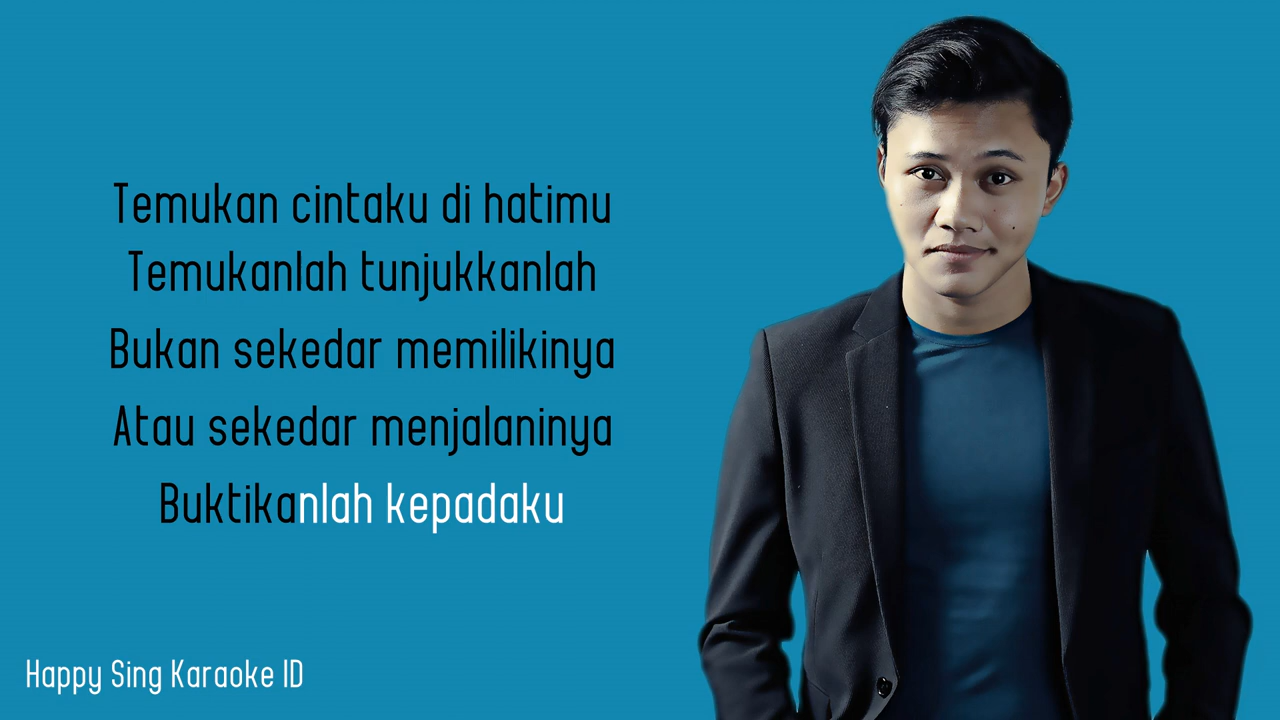 Temukan cintaku di hatimu
Temukanlah tunjukkanlah
Bukan sekedar memilikinya
Atau sekedar menjalaninya
Buktikanlah kepadaku
Happy Sing Karaoke ID